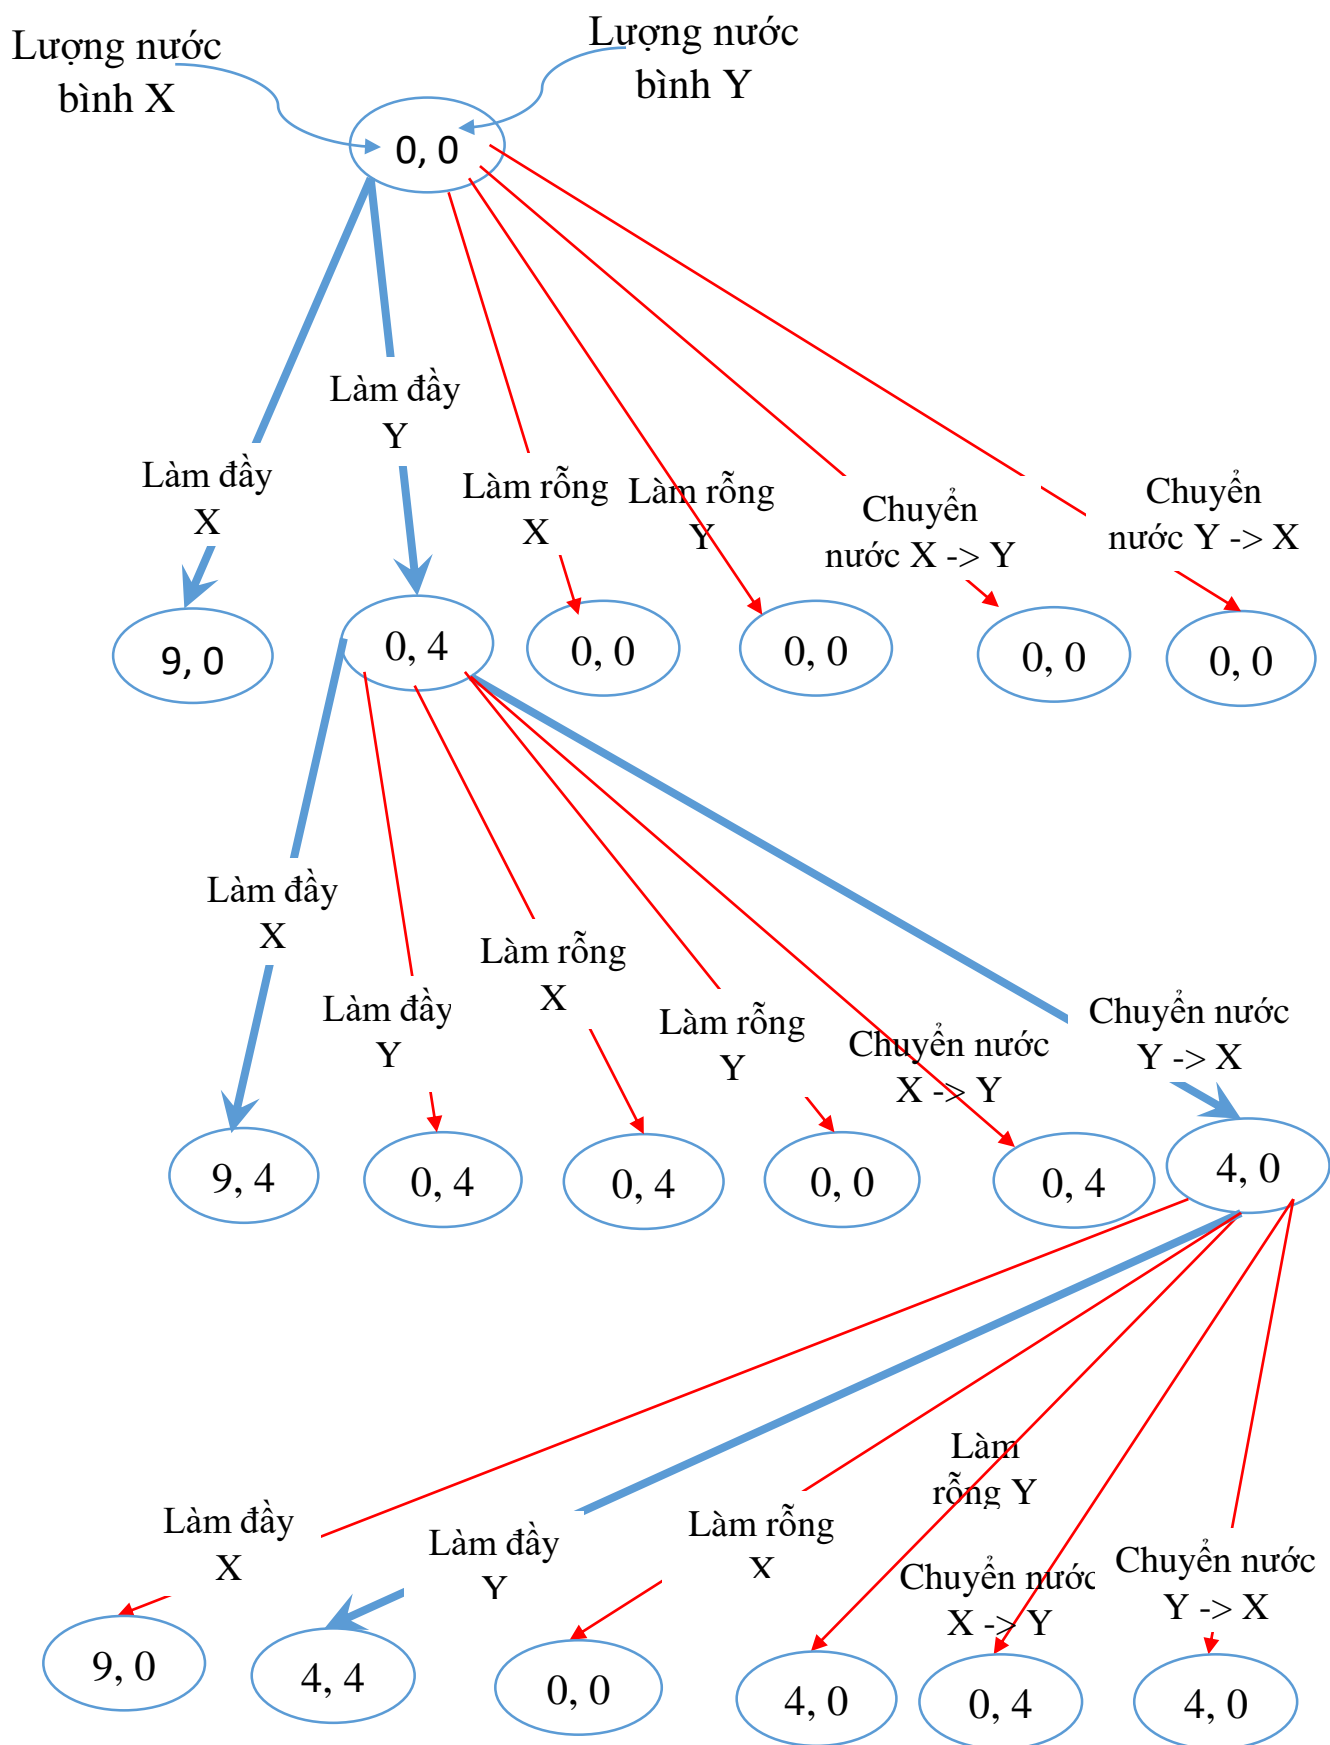 Lượng nước
bình X
Lượng nước
bình Y
0, 0
Làm đầy
X
Làm đầy
Y
Làm rỗng
X
Làm rỗng
Y
Chuyển
nước X -> Y
Chuyển
nước Y -> X
9, 0
0, 4
0, 0
0, 0
0, 0
0, 0
Làm đầy
X
Làm đầy
Y
Làm rỗng
X
Làm rỗng
Y
Chuyển nước
X -> Y
Chuyển nước
Y -> X
9, 4
0, 4
0, 4
0, 0
0, 4
4, 0
Làm đầy
X
Làm đầy
Y
Làm rỗng
X
Làm
rỗng Y
Chuyển nước
X -> Y
Chuyển nước
Y -> X
9, 0
4, 4
0, 0
4, 0
0, 4
4, 0